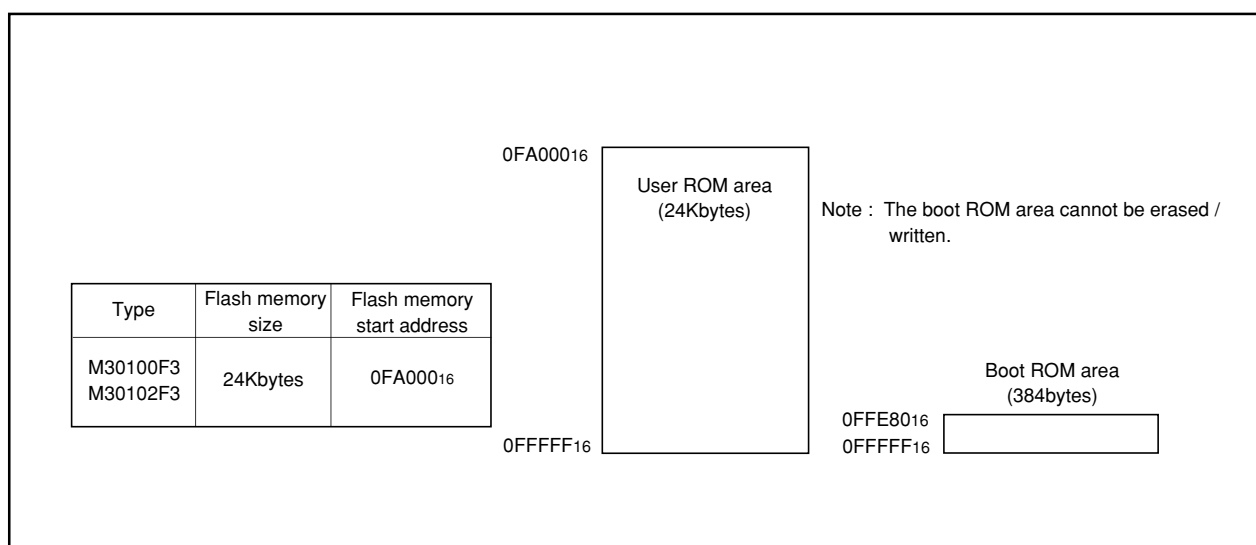 0FA00016
User ROM area
(24Kbytes)
Note : The boot ROM area cannot be erased /
written.
Type
Flash memory
size
Flash memory
start address
M30100F3
M30102F3
24Kbytes
0FA00016
0FFFFF16
Boot ROM area
(384bytes)
0FFE8016
0FFFFF16